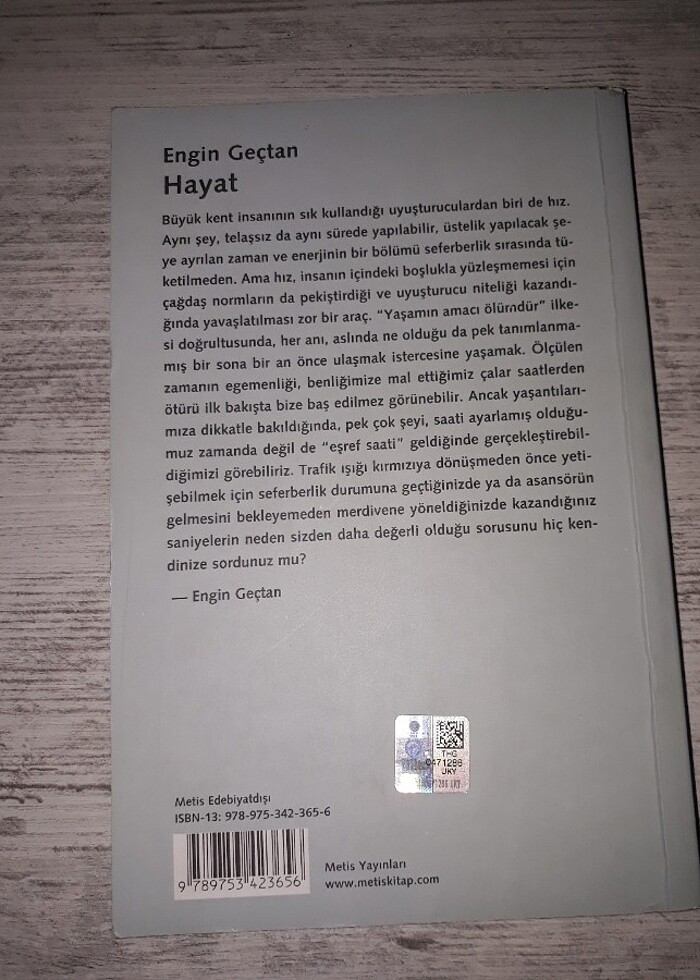 Engin Geçtan
Hayat
Büyük kent insanının sık kullandığı uyuşturuculardan biri de hız.
Aynı şey, telaşsız da aynı sürede yapılabilir, üstelik yapılacak şe-
ye ayrılan zaman ve enerjinin bir bölümü seferberlik sırasında tü-
ketilmeden. Ama hız, insanın içindeki boşlukla yüzleşmemesi için
çağdaş normların da pekiştirdiği ve uyuşturucu niteliği kazandı-
ğında yavaşlatılması zor bir araç. "Yaşamın amacı ölümdür" ilke-
si doğrultusunda, her anı, aslında ne olduğu da pek tanımlanma-
mış bir sona bir an önce ulaşmak istercesine yaşamak. Ölçülen
zamanın egemenliği, benliğimize mal ettiğimiz çalar saatlerden
ötürü ilk bakışta bize baş edilmez görünebilir. Ancak yaşantıları-
mıza dikkatle bakıldığında, pek çok şeyi, saati ayarlamış olduğu-
muz zamanda değil de "eşref saati" geldiğinde gerçekleştirebil-
diğimizi görebiliriz. Trafik ışığı kırmızıya dönüşmeden önce yeti-
şebilmek için seferberlik durumuna geçtiğinizde ya da asansörün
gelmesini bekleyemeden merdivene yöneldiğinizde kazandığınız
saniyelerin neden sizden daha değerli olduğu sorusunu hiç ken-
dinize sordunuz mu?
— Engin Geçtan
THG
0471286
UKY
Metis Edebiyatdışı
ISBN-13: 978-975-342-365-6
9 789753 423656
Metis Yayınları
www.metiskitap.com